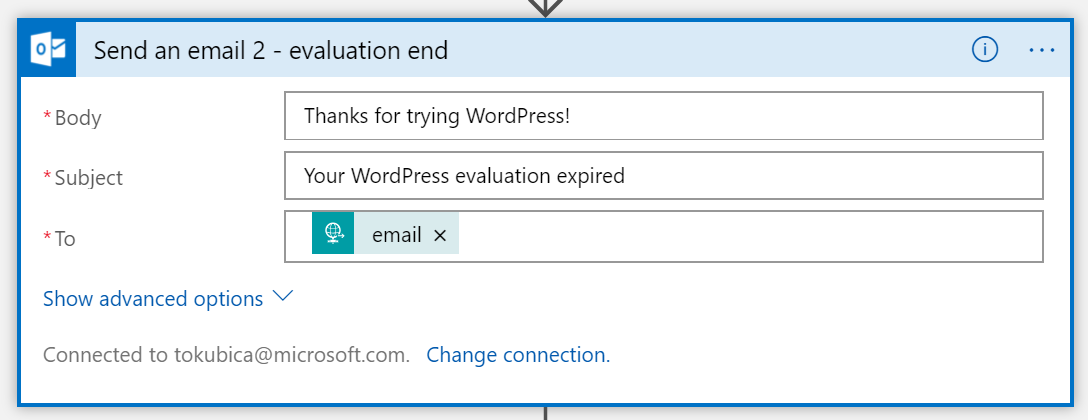 Send an email 2 - evaluation end
* Body
Thanks for trying WordPress!
* Subject
Your WordPress evaluation expired
* To
email ×
Show advanced options
Connected to tokubica@microsoft.com. Change connection.